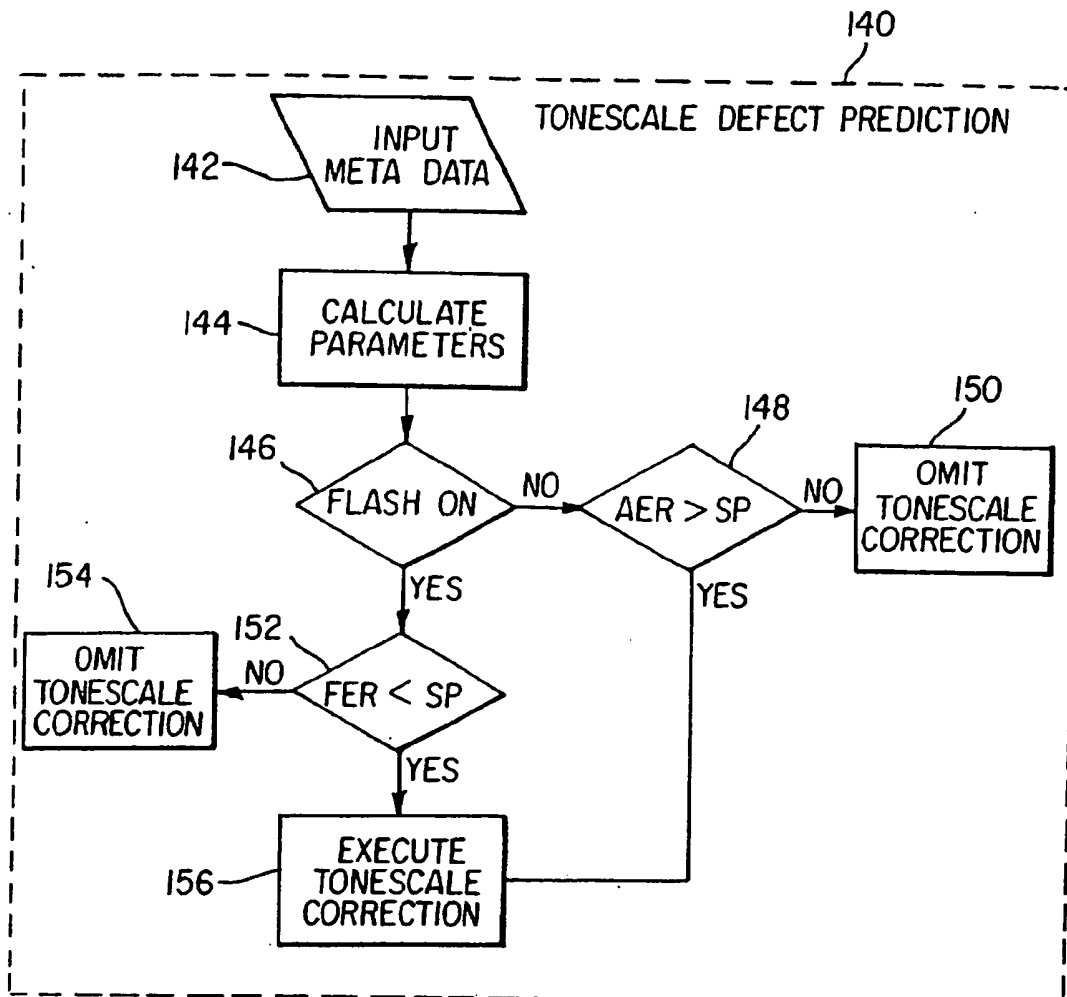 140
TONESCALE DEFECT PREDICTION
INPUT
META DATA
142
CALCULATE
PARAMETERS
144
146
FLASH ON
NO
148
AER > SP
NO
150
OMIT
TONESCALE
CORRECTION
YES
YES
154
OMIT
TONESCALE
CORRECTION
NO
152
FER < SP
YES
EXECUTE
TONESCALE
CORRECTION
156